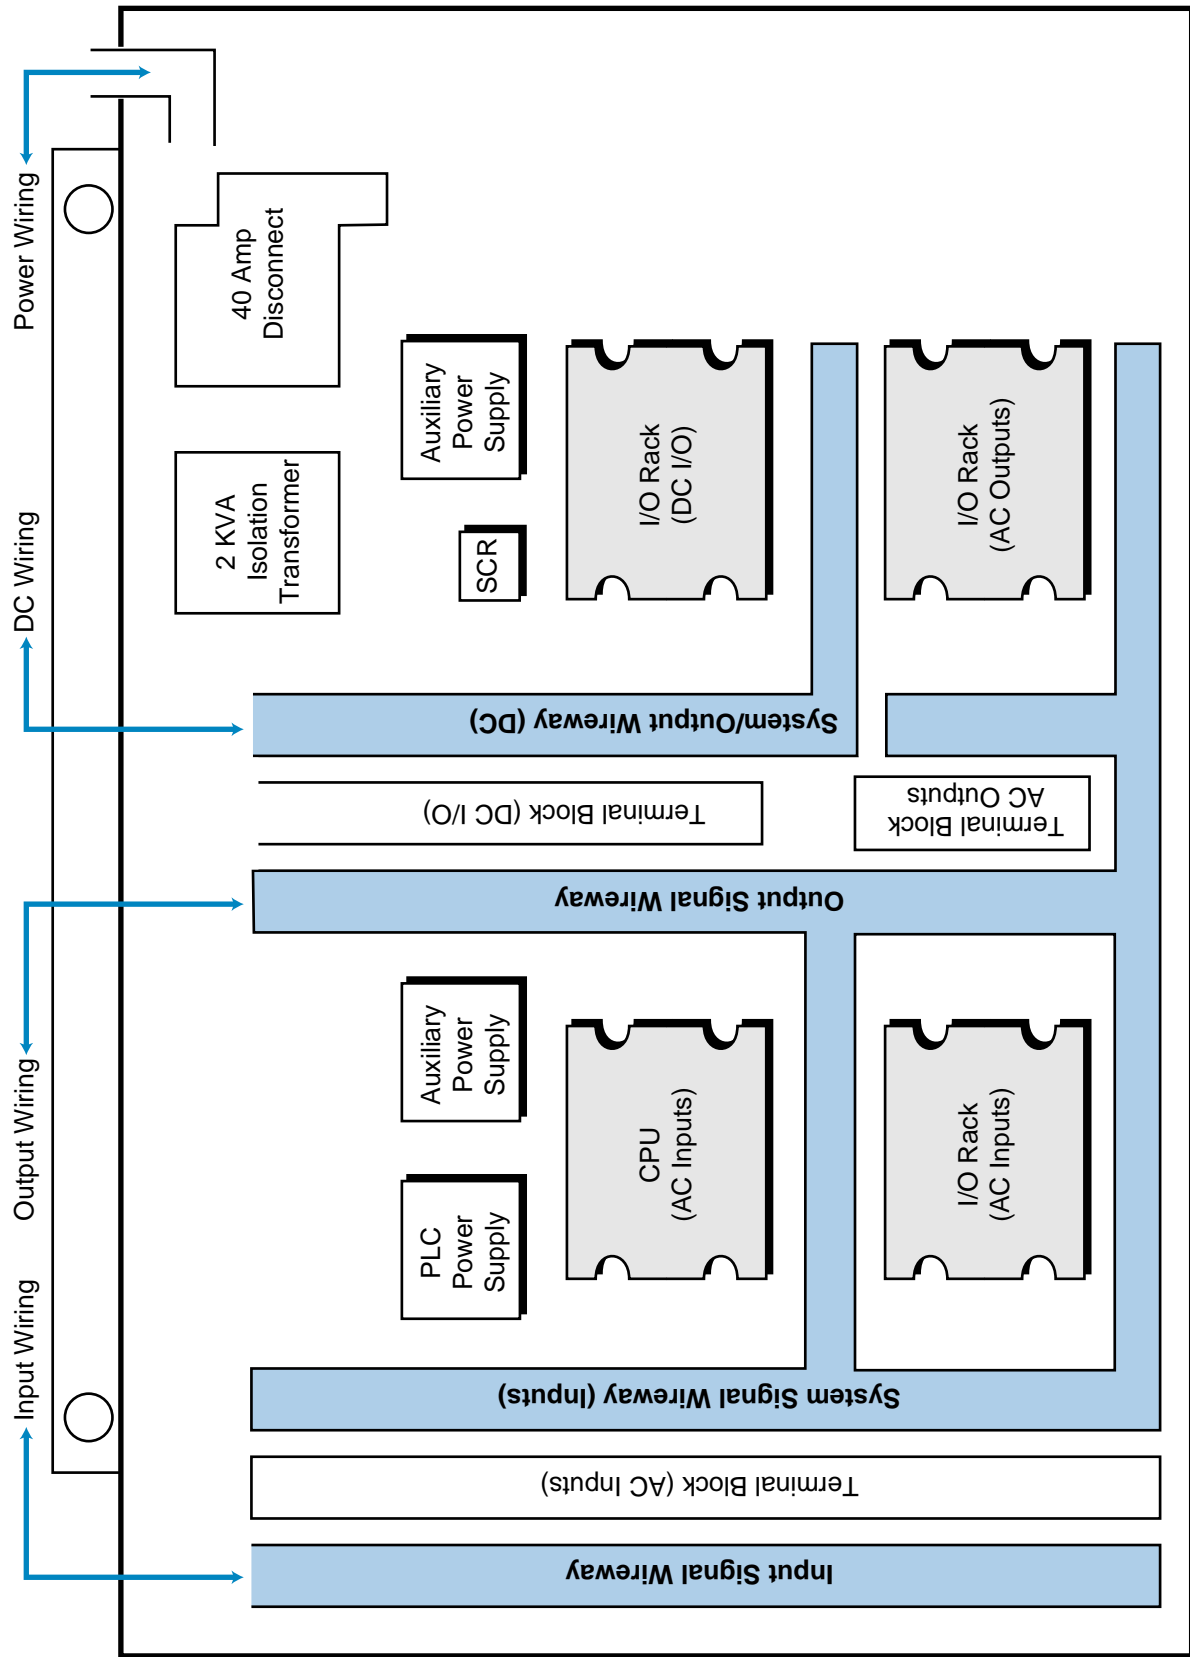 Input Wiring
Output Wiring
DC Wiring
Power Wiring
2 KVA
Isolation
Transformer
40 Amp
Disconnect
PLC
Power
Supply
Auxiliary
Power
Supply
SCR
Auxiliary
Power
Supply
CPU
(AC Inputs)
I/O Rack
(DC I/O)
I/O Rack
(AC Inputs)
I/O Rack
(AC Outputs)
Input Signal Wireway
Terminal Block (AC Inputs)
System Signal Wireway (Inputs)
Output Signal Wireway
Terminal Block (DC I/O)
Terminal Block
AC Outputs
System/Output Wireway (DC)